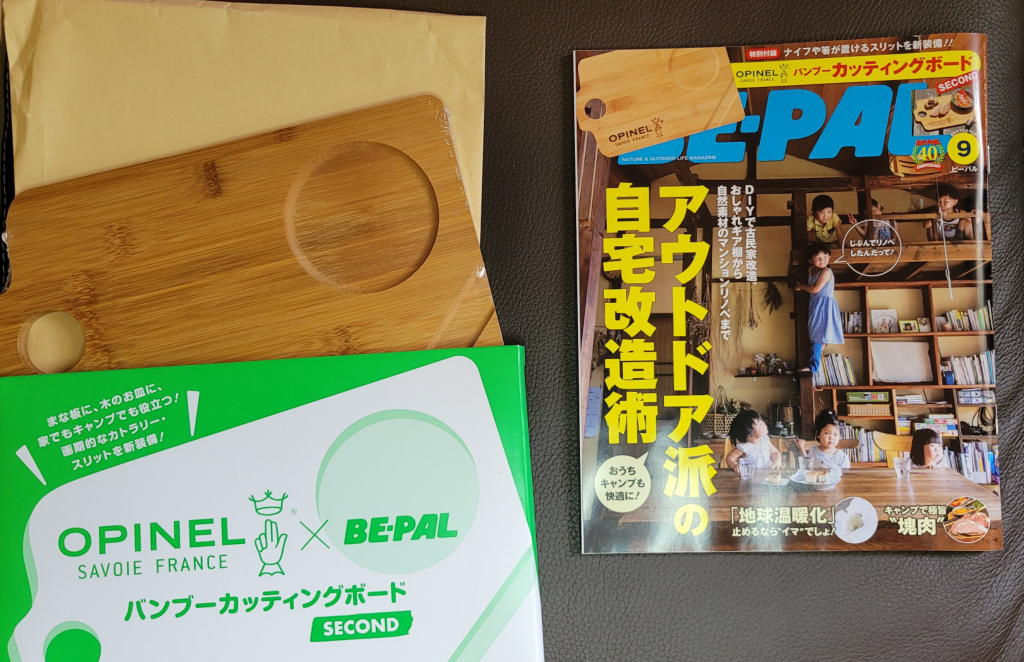 まな板に、木のお皿に、
家でもキャンプでも役立つ!
画期的なカトラリー・
スリットを新装備!
OPINEL
SAVOIE FRANCE
®
×
BE-PAL
バンブーカッティングボード
SECOND
特別付録
ナイフや箸が置けるスリットを新装備!!
OPINEL
SAVOIE FRANCE
バンブーカッティングボード
SECOND
OPINEL
SAVOIE FRANCE
BE-PAL
NATURE & OUTDOOR LIFE MAGAZINE
40
9
ビーパル
アウトドア派の
自宅改造術
DIYで古民家改造
おしゃれギア棚から
自然素材のマンションリノベまで
じぶんでリノベ
したんだって!
おうち
キャンプも
快適に!
「地球温暖化」
止めるなら"イマ"でしょ!
キャンプで極旨
"塊肉"